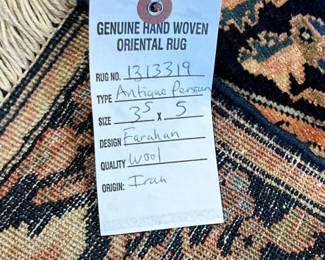 GENUINE HAND WOVEN
ORIENTAL RUG
RUG NO. 1313319
TYPE Antique Persian
SIZE 3⁵ x 5
DESIGN Farahan
QUALITY Wool
ORIGIN: Iran